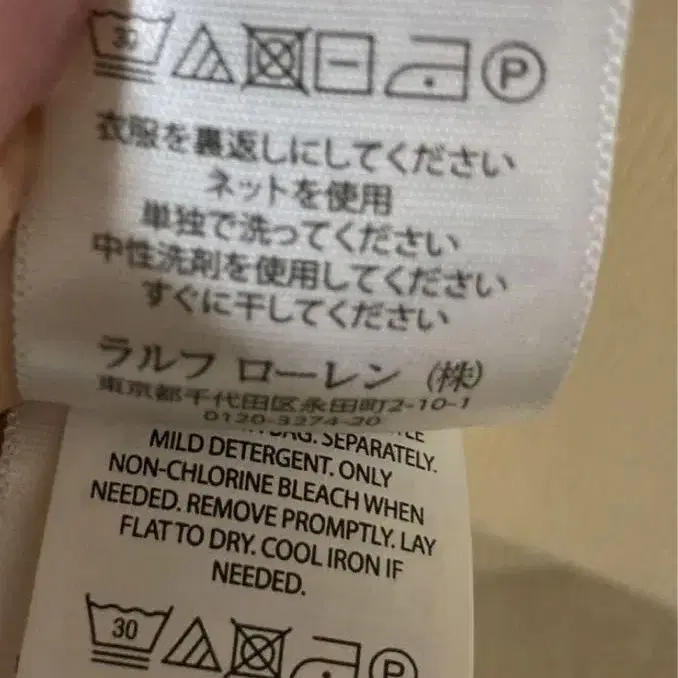 30
P
衣服を裏返しにしてください
ネットを使用
単独で洗ってください
中性洗剤を使用してください
すぐに干してください
ラルフ ローレン (株)
東京都千代田区永田町2-10-1
0120-3274-20
BAG. SEPARATELY.
MILD DETERGENT. ONLY
NON-CHLORINE BLEACH WHEN
NEEDED. REMOVE PROMPTLY. LAY
FLAT TO DRY. COOL IRON IF
NEEDED.
30
P